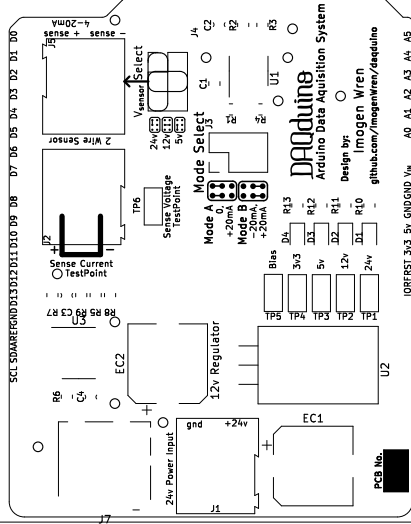 4-20mA
- senses + senses
J5
2 Wire Sensor
J2
+
-
Sense Current
TestPoint
D0
D1
D2
D3
D4
D5
D6
D7
D8
D9
D10
D11
D12
D13
GND
AREF
SDA
SCL
Vsensor Select
24v
12v
5v
TP6
Sense Voltage
TestPoint
J4
C2
R2
R3
C1
U1
R1
R4
J3
Mode Select
Mode A
0,
+20mA
Mode B
-20mA,
+20mA
DAQduino
Arduino Data Aquisition System
Design by:
Imogen Wren
github.com/ImogenWren/daqduino
A5
A4
A3
A2
A1
A0
VIN
GND
GND
5v
3v3
RST
IORF
R13
R12
R11
R10
D4
D3
D2
D1
Bias
3v3
5v
12v
24v
TP5
TP4
TP3
TP2
TP1
R8 R5 R9 C3 R7
U3
R6
C4
EC2
12v Regulator
+
U2
24v Power Input
gnd
+24v
J1
EC1
+
-
J7
PCB No.